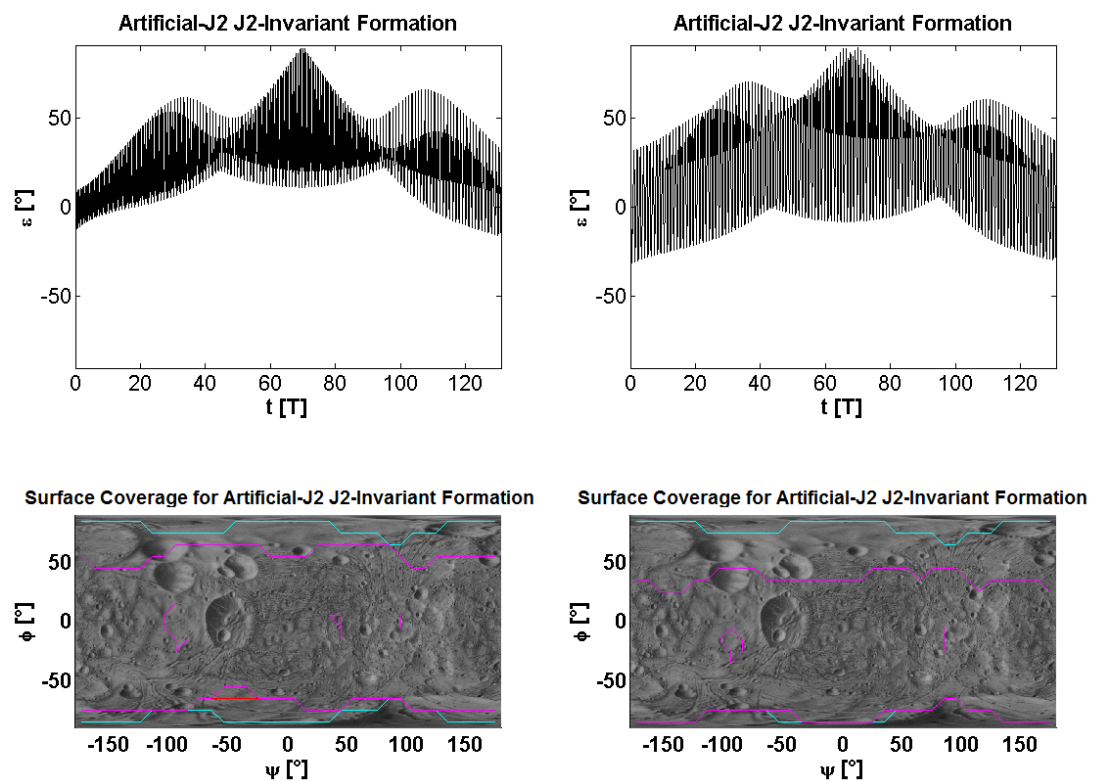 Artificial-J2 J2-Invariant Formation
50
0
-50
ε [°]
0 20 40 60 80 100 120
t [T]
Artificial-J2 J2-Invariant Formation
50
0
-50
ε [°]
0 20 40 60 80 100 120
t [T]
Surface Coverage for Artificial-J2 J2-Invariant Formation
50
0
-50
ϕ [°]
-150 -100 -50 0 50 100 150
ψ [°]
Surface Coverage for Artificial-J2 J2-Invariant Formation
50
0
-50
ϕ [°]
-150 -100 -50 0 50 100 150
ψ [°]